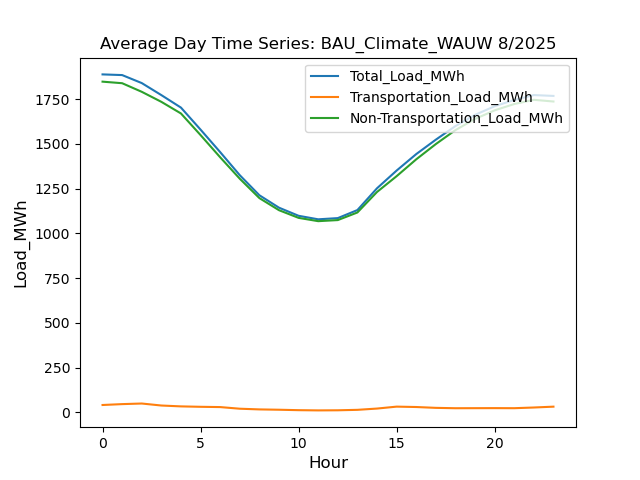 Average Day Time Series: BAU_Climate_WAUW 8/2025
Total_Load_MWh
Transportation_Load_MWh
Non-Transportation_Load_MWh
Load_MWh
1750
1500
1250
1000
750
500
250
0
0 5 10 15 20
Hour